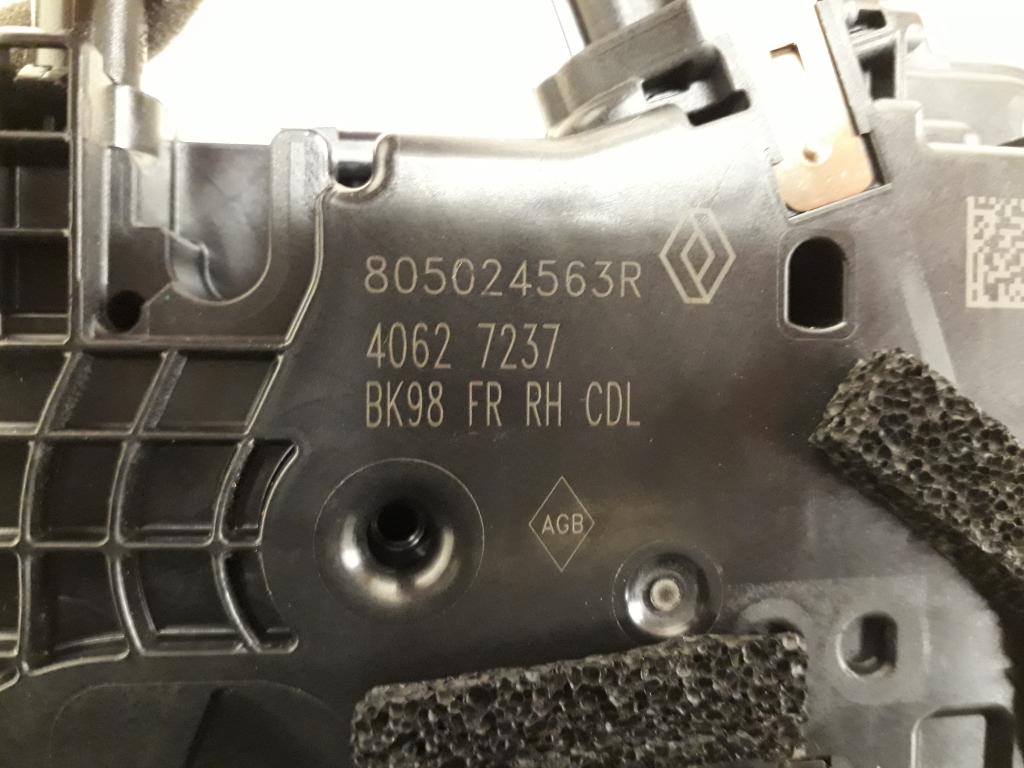 805024563R
4062 7237
BK98 FR RH CDL
AGB